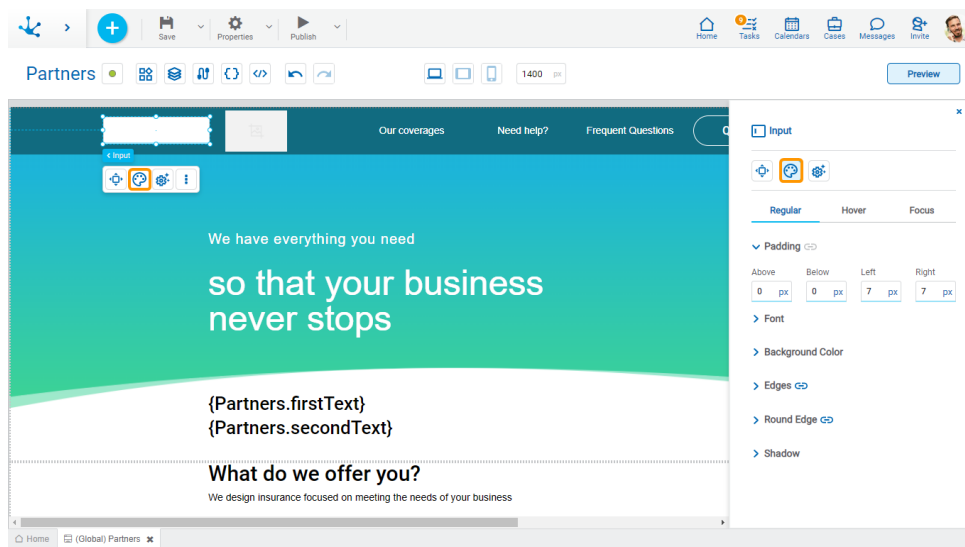 Save
Properties
Publish
Home
9
Tasks
Calendars
Cases
Messages
Invite
Partners
1400 px
Preview
Our coverages
Need help?
Frequent Questions
Input
We have everything you need
so that your business
never stops
{Partners.firstText}
{Partners.secondText}
What do we offer you?
We design insurance focused on meeting the needs of your business
Input
Regular Hover Focus
Padding
Above Below Left Right
0 px 0 px 7 px 7 px
Font
Background Color
Edges
Round Edge
Shadow
Home
(Global) Partners